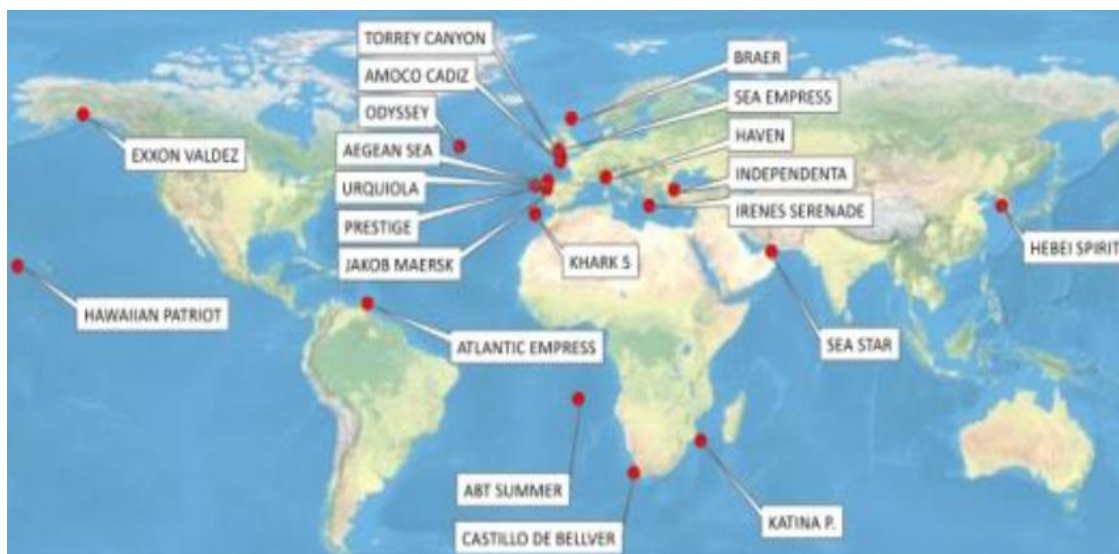 TORREY CANYON
BRAER
AMOCO CADIZ
SEA EMPRESS
ODYSSEY
HAVEN
EXXON VALDEZ
AEGEAN SEA
URQUIOLA
INDEPENDENTA
PRESTIGE
IRENES SERENADE
HEBEI SPIRIT
JAKOB MAERSK
KHARK 5
HAWAIIAN PATRIOT
ATLANTIC EMPRESS
SEA STAR
ABT SUMMER
KATINA P.
CASTILLO DE BELLVER